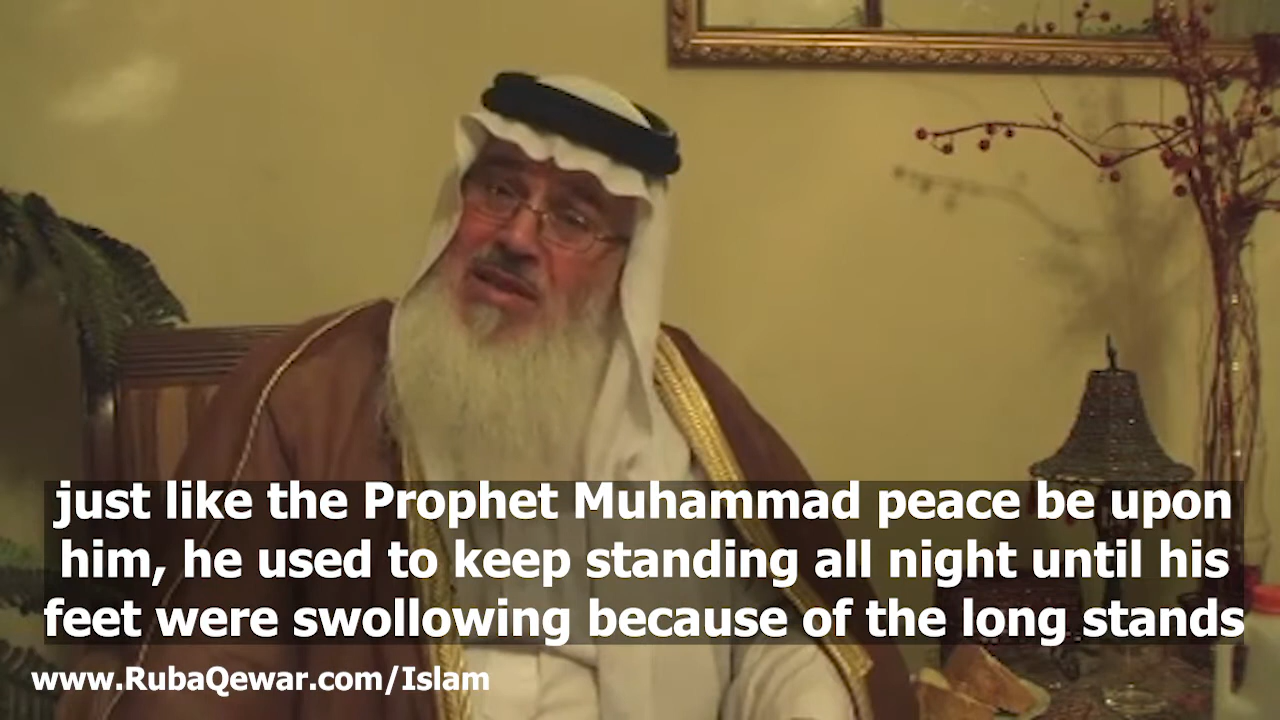 just like the Prophet Muhammad peace be upon
him, he used to keep standing all night until his
feet were swollowing because of the long stands
www.RubaQewar.com/Islam